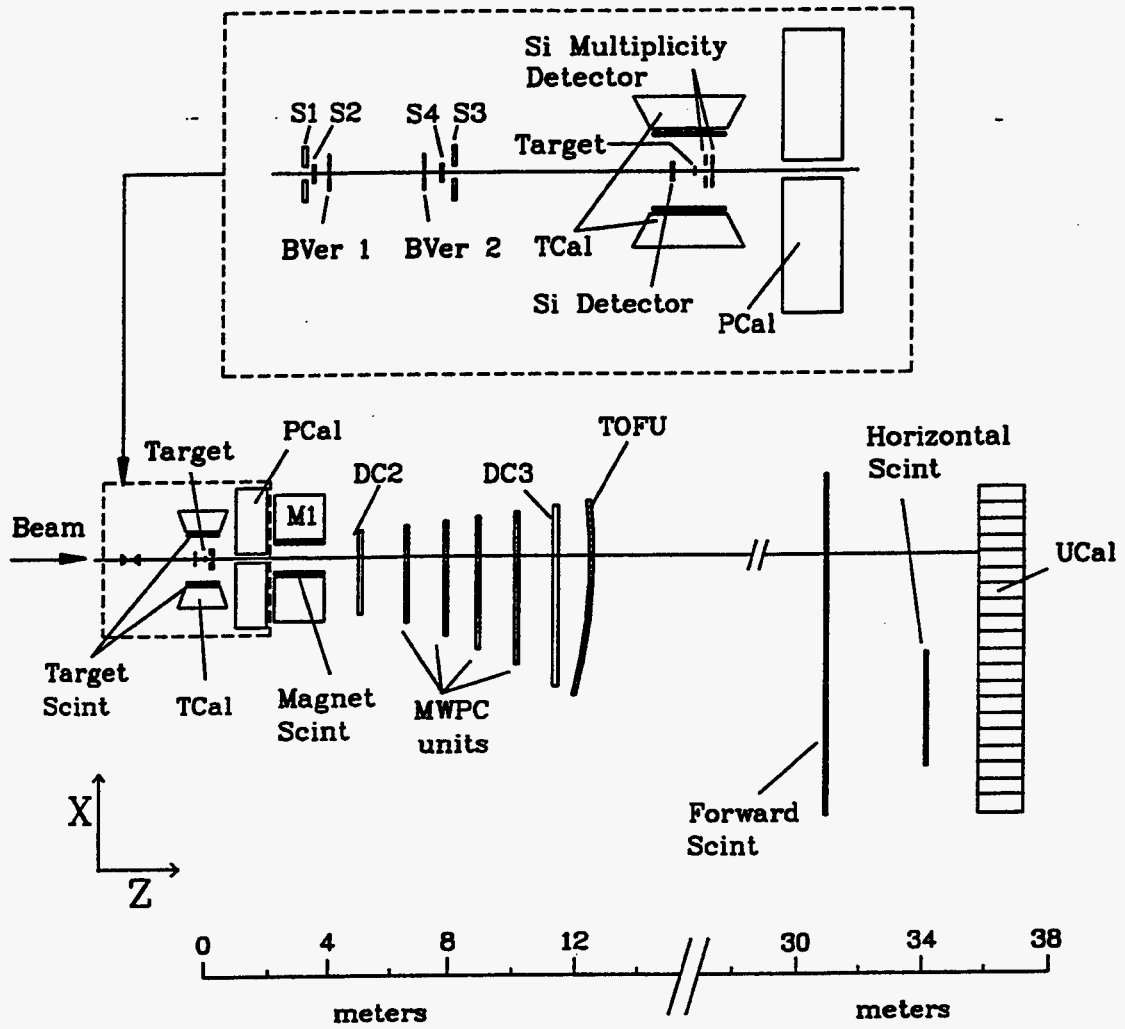 Si Multiplicity
Detector
S1 S2 S4 S3
Target
BVer 1 BVer 2 TCal
Si Detector
PCal
PCal
TOFU
Target
Horizontal
Scint
DC2
DC3
M1
Beam
UCal
Target
Scint
TCal
Magnet
Scint
MWPC
units
X
Forward
Scint
Z
0 4 8 12 30 34 38
meters meters